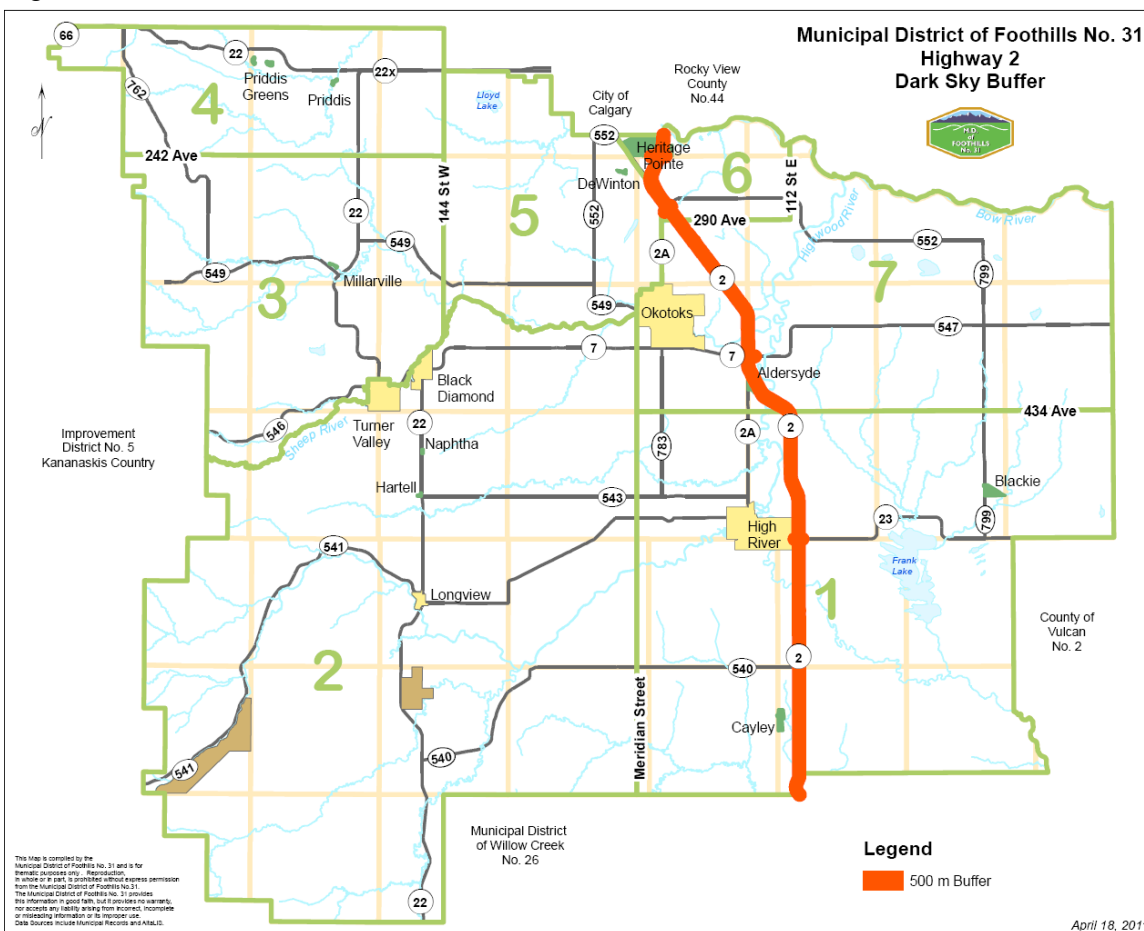 Municipal District of Foothills No. 31
Highway 2
Dark Sky Buffer
M.D.
of
FOOTHILLS
No. 31
N
66
22
Priddis
Greens
22x
Priddis
762
4
242 Ave
Lloyd
Lake
City of
Calgary
Rocky View
County
No.44
552
Heritage
Pointe
DeWinton
6
112 St E
144 St W
5
552
22
290 Ave
Highwood River
Bow River
552
549
2A
2
799
7
549
Millarville
3
549
Okotoks
547
7
7
Aldersyde
Black
Diamond
Turner
Valley
546
Sheep River
22
Naphtha
434 Ave
2
2A
783
Improvement
District No. 5
Kananaskis Country
Hartell
543
Blackie
High
River
23
799
541
Frank
Lake
Longview
1
County of
Vulcan
No. 2
2
2
540
Meridian Street
Cayley
540
541
Municipal District
of Willow Creek
No. 26
22
Legend
500 m Buffer
This Map is compiled by the
Municipal District of Foothills No. 31 and is for
thematic purposes only. Reproduction,
in whole or in part, is prohibited without express permission
from the Municipal District of Foothills No.31.
The Municipal District of Foothills No. 31 provides
this information in good faith, but it provides no warranty,
nor accepts any liability arising from incorrect, incomplete
or misleading information or its improper use.
Data Sources include Municipal Records and AltaLIS.
April 18, 201